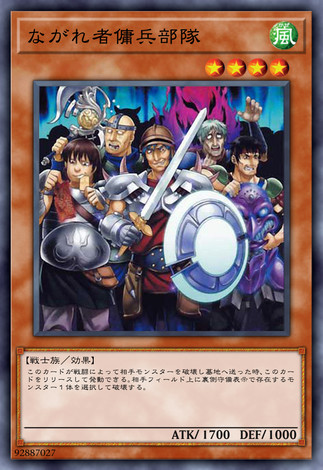 ながれ者傭兵部隊
風
【戦士族／効果】
このカードが戦闘によって相手モンスターを破壊し墓地へ送った時、このカー
ドをリリースして発動できる。相手フィールド上に裏側守備表示で存在するモ
ンスター１体を選択して破壊する。
ATK/ 1700 DEF/1000
92887027